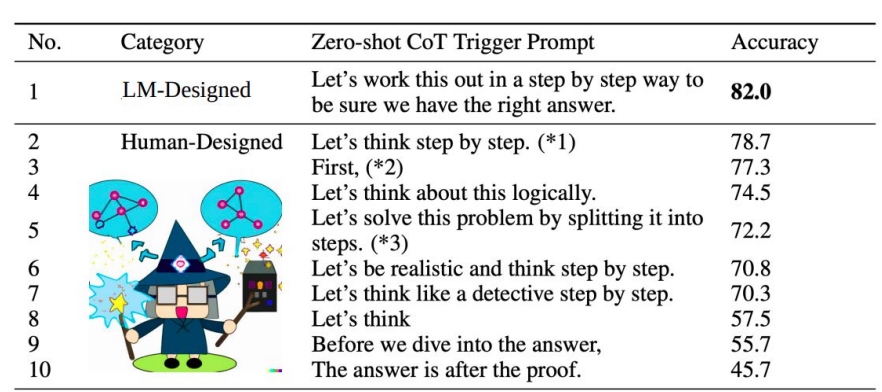 No. Category Zero-shot CoT Trigger Prompt Accuracy
1 LM-Designed Let's work this out in a step by step way to be sure we have the right answer. 82.0
2 Human-Designed Let's think step by step. (*1) 78.7
3 First, (*2) 77.3
4 Let's think about this logically. 74.5
5 Let's solve this problem by splitting it into steps. (*3) 72.2
6 Let's be realistic and think step by step. 70.8
7 Let's think like a detective step by step. 70.3
8 Let's think 57.5
9 Before we dive into the answer, 55.7
10 The answer is after the proof. 45.7